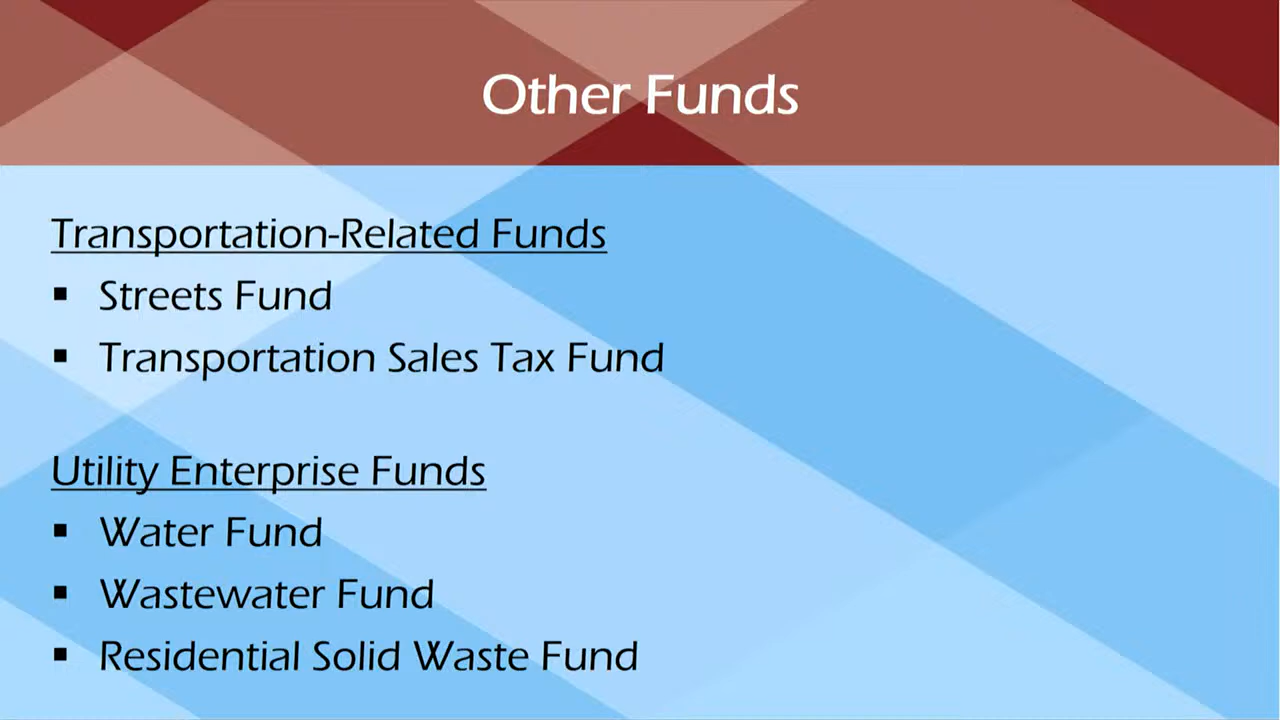 Other Funds
Transportation-Related Funds
▪ Streets Fund
▪ Transportation Sales Tax Fund
Utility Enterprise Funds
▪ Water Fund
▪ Wastewater Fund
▪ Residential Solid Waste Fund